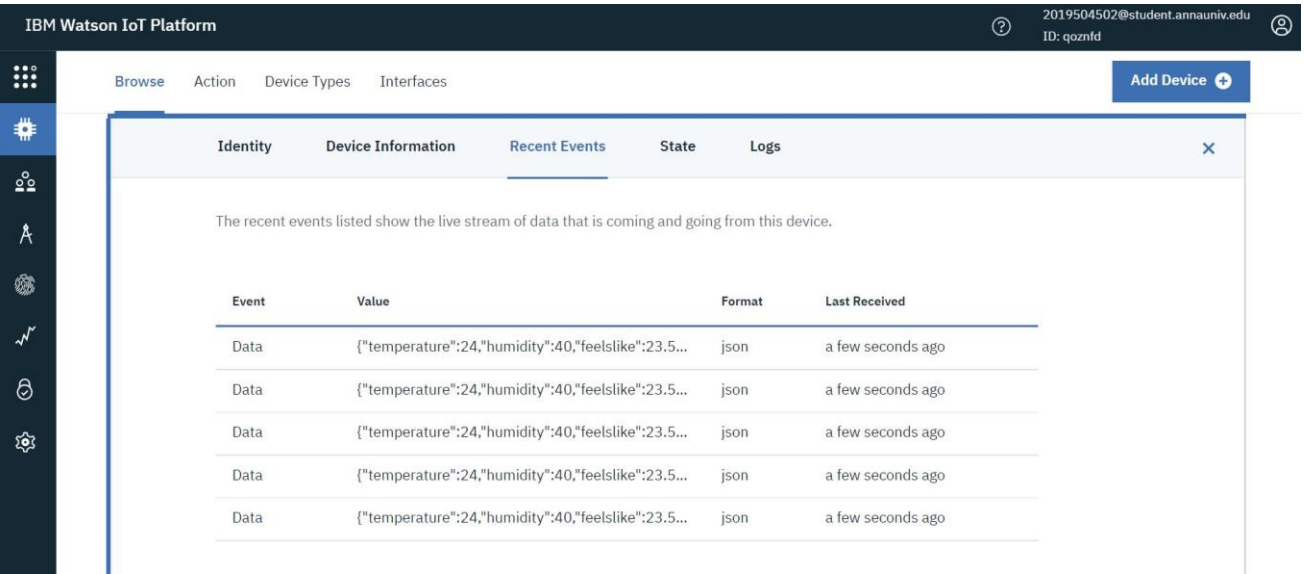 IBM Watson IoT Platform
2019504502@student.annauniv.edu
ID: qoznfd
Browse Action Device Types Interfaces
Add Device
Identity Device Information Recent Events State Logs
The recent events listed show the live stream of data that is coming and going from this device.
Event Value Format Last Received
Data {"temperature":24,"humidity":40,"feelslike":23.5... json a few seconds ago
Data {"temperature":24,"humidity":40,"feelslike":23.5... json a few seconds ago
Data {"temperature":24,"humidity":40,"feelslike":23.5... json a few seconds ago
Data {"temperature":24,"humidity":40,"feelslike":23.5... json a few seconds ago
Data {"temperature":24,"humidity":40,"feelslike":23.5... json a few seconds ago